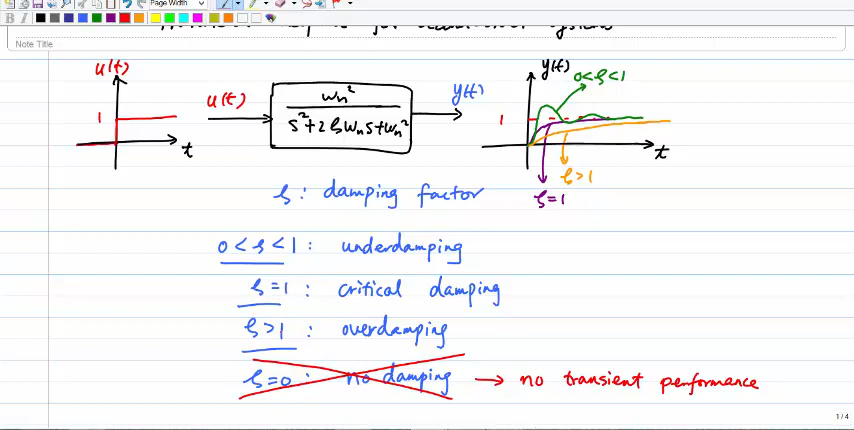 Page Width
Note Title
u(t)
1
t
u(t)
ωn²
s²+2ζωns+ωn²
y(t)
y(t)
0<ζ<1
1
t
ζ>1
ζ=1
ζ: damping factor
0<ζ<1: underdamping
ζ=1: critical damping
ζ>1: overdamping
ζ=0: no damping → no transient performance
1/4